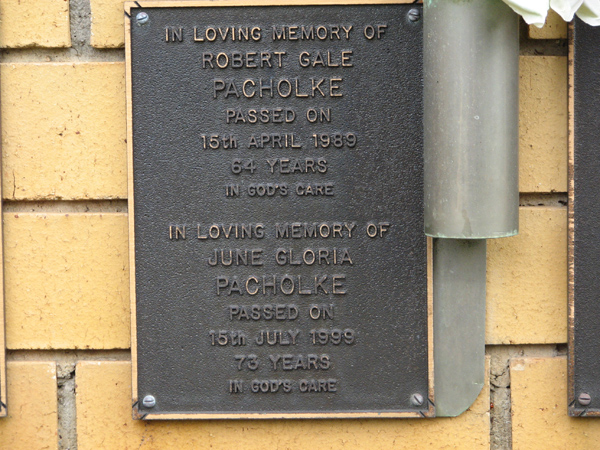 IN LOVING MEMORY OF
ROBERT GALE
PACHOLKE
PASSED ON
15th APRIL 1989
64 YEARS
IN GOD'S CARE
IN LOVING MEMORY OF
JUNE GLORIA
PACHOLKE
PASSED ON
15th JULY 1999
73 YEARS
IN GOD'S CARE